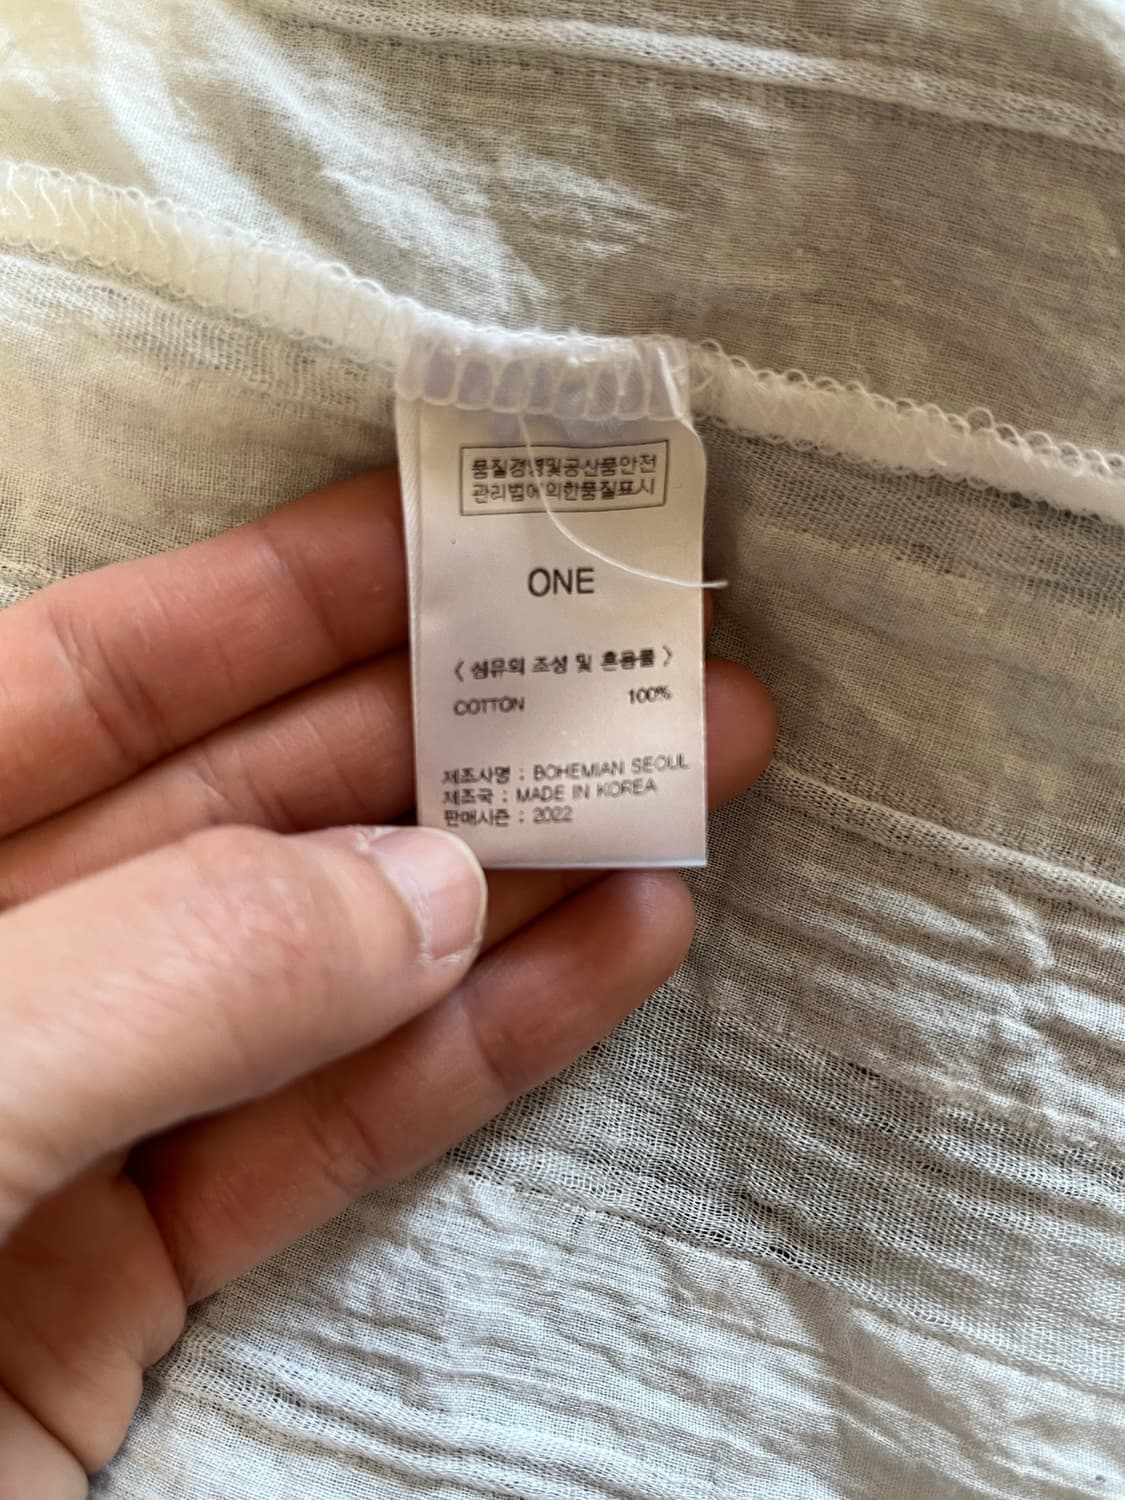 품질경영및공산품안전
관리법에의한품질표시
ONE
< 섬유의 조성 및 혼용률 >
COTTON 100%
제조사명 : BOHEMIAN SEOUL
제조국 : MADE IN KOREA
판매시즌 : 2022